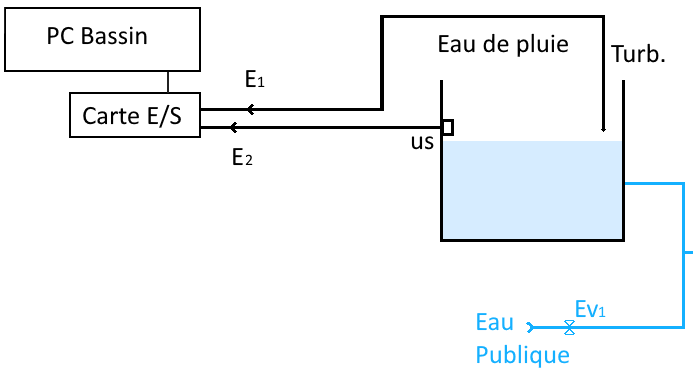 PC Bassin
Eau de pluie
Turb.
E1
Carte E/S
us
E2
Ev1
Eau
Publique